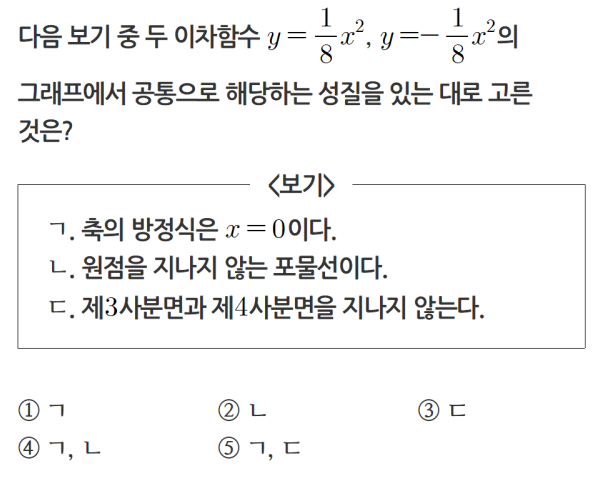 다음 보기 중 두 이차함수 y = 1/8 x², y = − 1/8 x²의
그래프에서 공통으로 해당하는 성질을 있는 대로 고른
것은?
<보기>
ㄱ. 축의 방정식은 x = 0이다.
ㄴ. 원점을 지나지 않는 포물선이다.
ㄷ. 제3사분면과 제4사분면을 지나지 않는다.
① ㄱ ② ㄴ ③ ㄷ
④ ㄱ, ㄴ ⑤ ㄱ, ㄷ